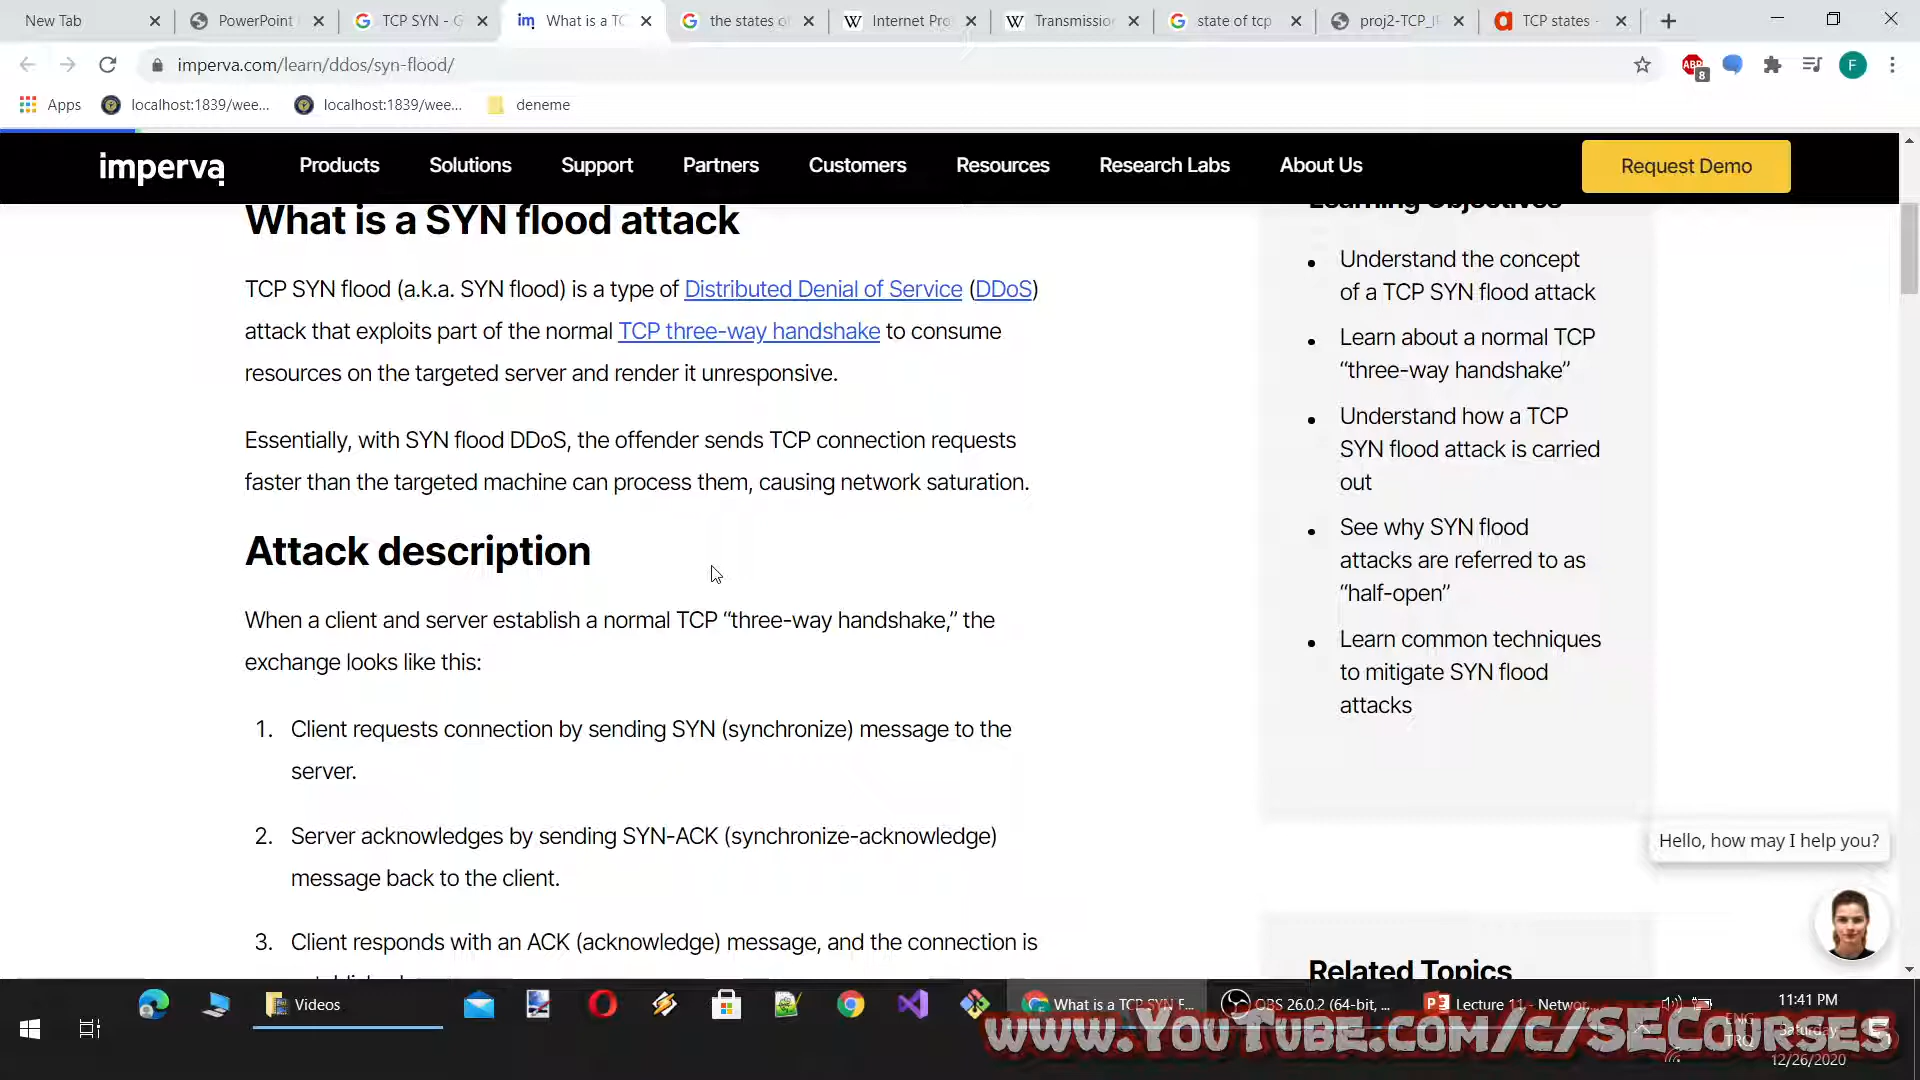 New Tab
PowerPoint
TCP SYN - G
What is a TC
the states o
Internet Pro
Transmissio
state of tcp
proj2-TCP_I
TCP states -
imperva.com/learn/ddos/syn-flood/
ABP
8
F
Apps
localhost:1839/wee...
localhost:1839/wee...
deneme
imperva
Products
Solutions
Support
Partners
Customers
Resources
Research Labs
About Us
Request Demo
What is a SYN flood attack
TCP SYN flood (a.k.a. SYN flood) is a type of Distributed Denial of Service (DDoS)
attack that exploits part of the normal TCP three-way handshake to consume
resources on the targeted server and render it unresponsive.
Essentially, with SYN flood DDoS, the offender sends TCP connection requests
faster than the targeted machine can process them, causing network saturation.
Attack description
When a client and server establish a normal TCP “three-way handshake,” the
exchange looks like this:
1. Client requests connection by sending SYN (synchronize) message to the
server.
2. Server acknowledges by sending SYN-ACK (synchronize-acknowledge)
message back to the client.
3. Client responds with an ACK (acknowledge) message, and the connection is
Learning Objectives
Understand the concept
of a TCP SYN flood attack
Learn about a normal TCP
“three-way handshake”
Understand how a TCP
SYN flood attack is carried
out
See why SYN flood
attacks are referred to as
“half-open”
Learn common techniques
to mitigate SYN flood
attacks
Hello, how may I help you?
Related Topics
Videos
What is a TCP SYN F...
OBS 26.0.2 (64-bit, ...
Lecture 11 - Networ...
11:41 PM
ENG
Saturday
TRQ
12/26/2020
www.YouTube.com/c/SECourses